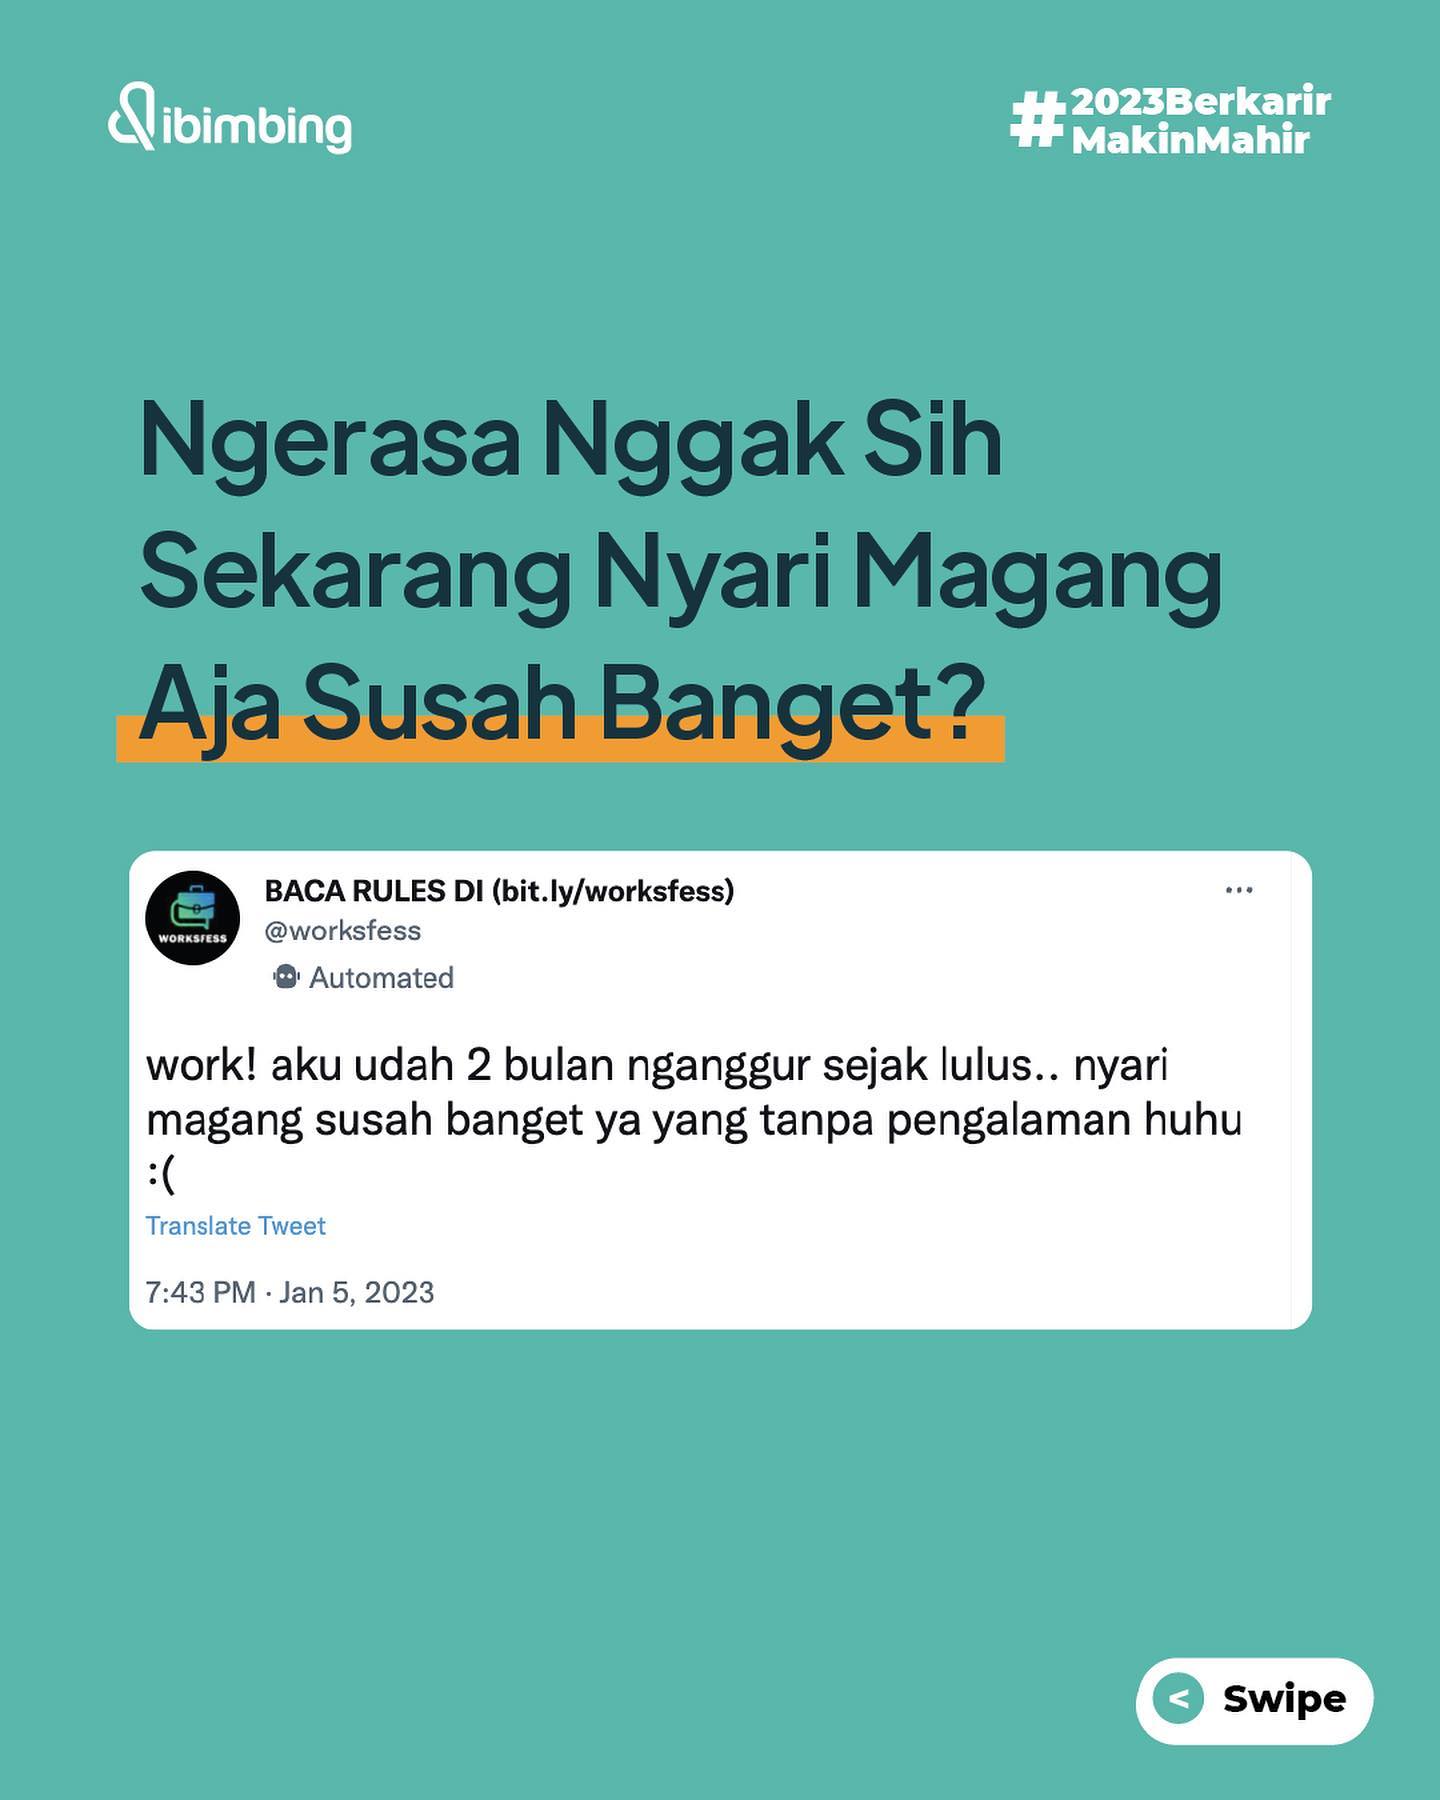 ibimbing
#2023Berkarir
MakinMahir
Ngerasa Nggak Sih
Sekarang Nyari Magang
Aja Susah Banget?
BACA RULES DI (bit.ly/worksfess)
@worksfess
WORKSFESS
Automated
work! aku udah 2 bulan nganggur sejak lulus.. nyari
magang susah banget ya yang tanpa pengalaman huhu
:(
Translate Tweet
7:43 PM · Jan 5, 2023
< Swipe